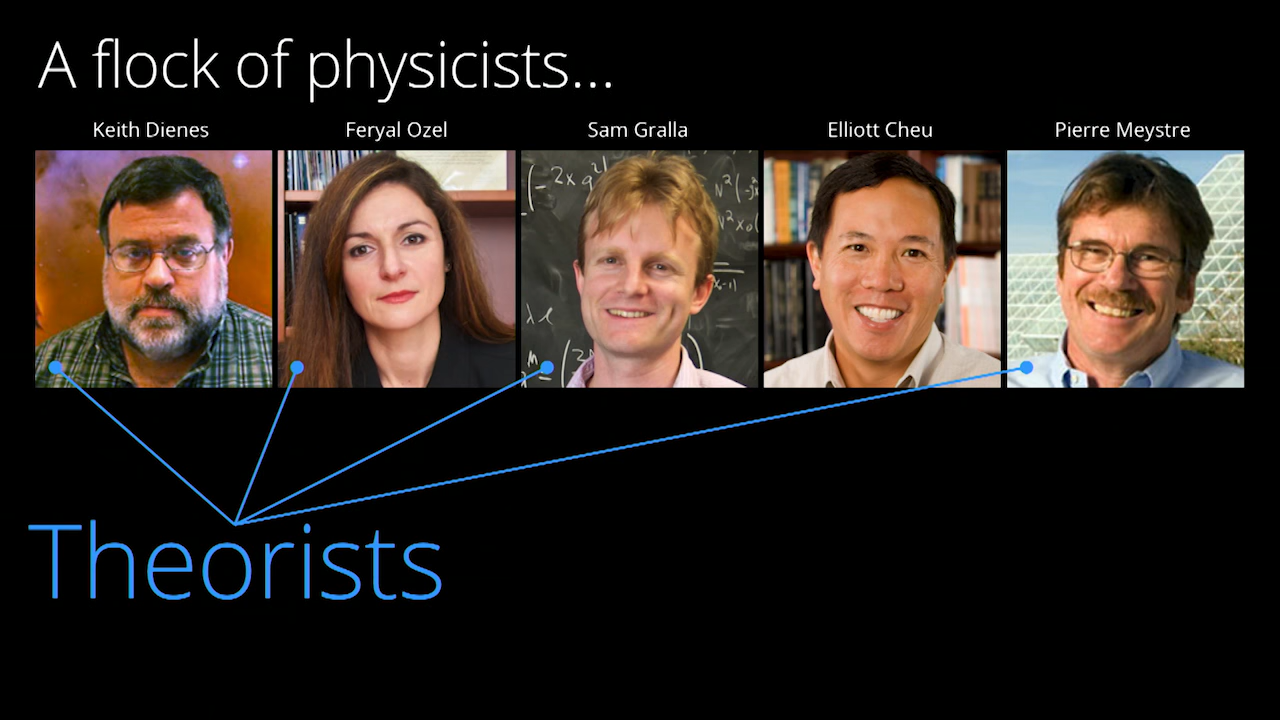 A flock of physicists...
Keith Dienes
Feryal Ozel
Sam Gralla
Elliott Cheu
Pierre Meystre
Theorists